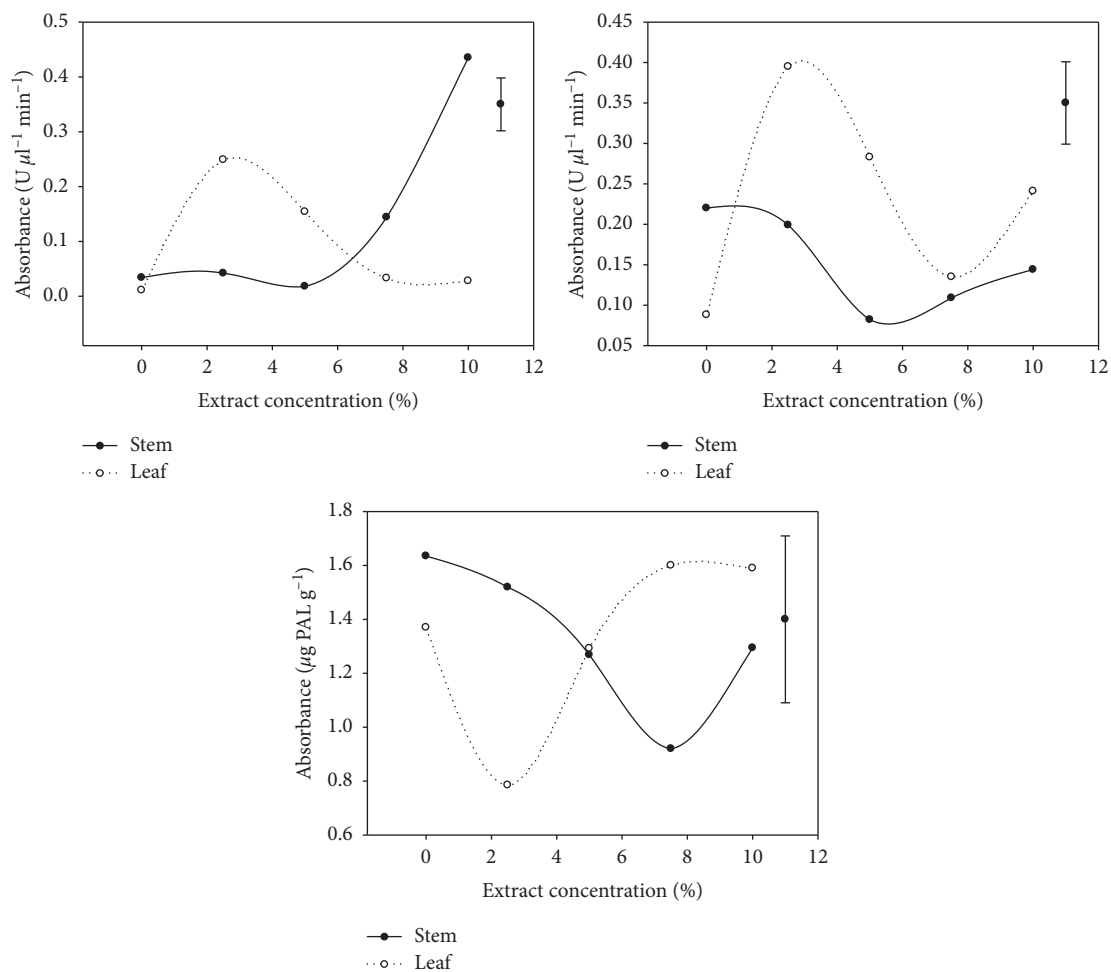 0.5
0.4
0.3
0.2
0.1
0.0
Absorbance (U μl⁻¹ min⁻¹)
0 2 4 6 8 10 12
Extract concentration (%)
Stem
Leaf
0.40
0.35
0.30
0.25
0.20
0.15
0.10
0.05
Absorbance (U μl⁻¹ min⁻¹)
0 2 4 6 8 10 12
Extract concentration (%)
Stem
Leaf
1.8
1.6
1.4
1.2
1.0
0.8
0.6
Absorbance (μg PAL g⁻¹)
0 2 4 6 8 10 12
Extract concentration (%)
Stem
Leaf